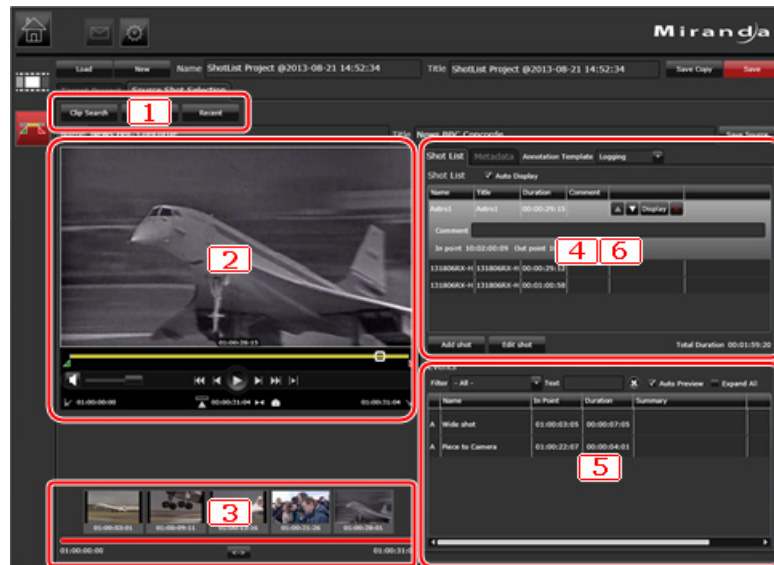 Miranda
Load New Name ShotList Project @2013-08-21 14:52:34 Title ShotList Project @2013-08-21 14:52:34 Save Copy Save
Source Shot Selection
Clip Search 1 Recent
Title News BBC Concorde Save Source
Shot List Metadata Annotation Template Logging
Shot List Auto Display
Name Title Duration Comment
Astrs1 Astrs1 00:00:29:15 Display
Comment
In point 10:02:00:09 Out point
4 6
131806RX-H 131806RX-H 00:00:29:12
131806RX-H 131806RX-H 00:01:00:58
Add shot Edit shot Total Duration 00:01:59:20
2
01:00:28:15
01:00:00:00 00:00:31:04 01:00:31:04
Events
Filter - All - Text Auto Preview Expand All
Name In Point Duration Summary
A Wide shot 01:00:03:05 00:00:07:05
A Piece to Camera 01:00:22:07 00:00:04:01
5
3
01:00:03:01 01:00:09:11 01:00:21:26 01:00:28:01
01:00:00:00